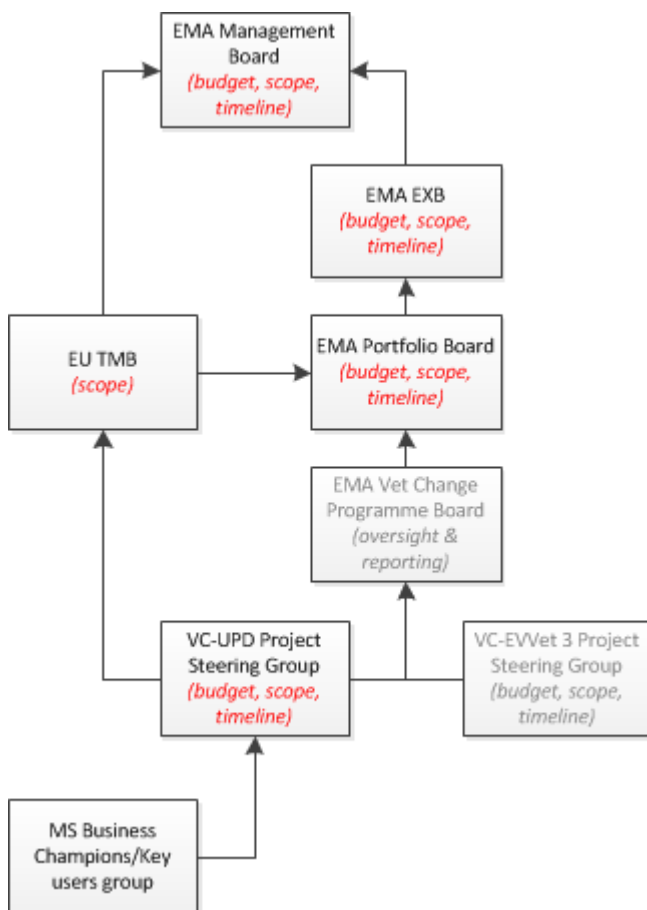 EMA Management
Board
(budget, scope,
timeline)
EMA EXB
(budget, scope,
timeline)
EU TMB
(scope)
EMA Portfolio Board
(budget, scope,
timeline)
EMA Vet Change
Programme Board
(oversight &
reporting)
VC-UPD Project
Steering Group
(budget, scope,
timeline)
VC-EVVet 3 Project
Steering Group
(budget, scope,
timeline)
MS Business
Champions/Key
users group